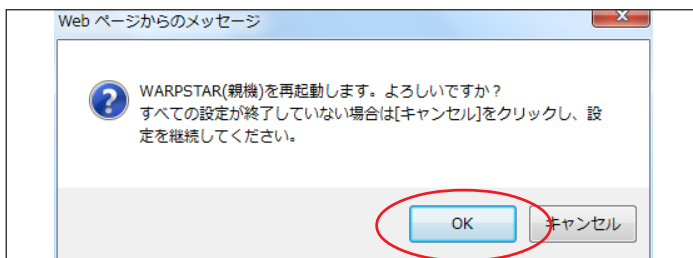 Web ページからのメッセージ
WARPSTAR(親機)を再起動します。よろしいですか？
すべての設定が終了していない場合は[キャンセル]をクリックし、設
定を継続してください。
OK
キャンセル